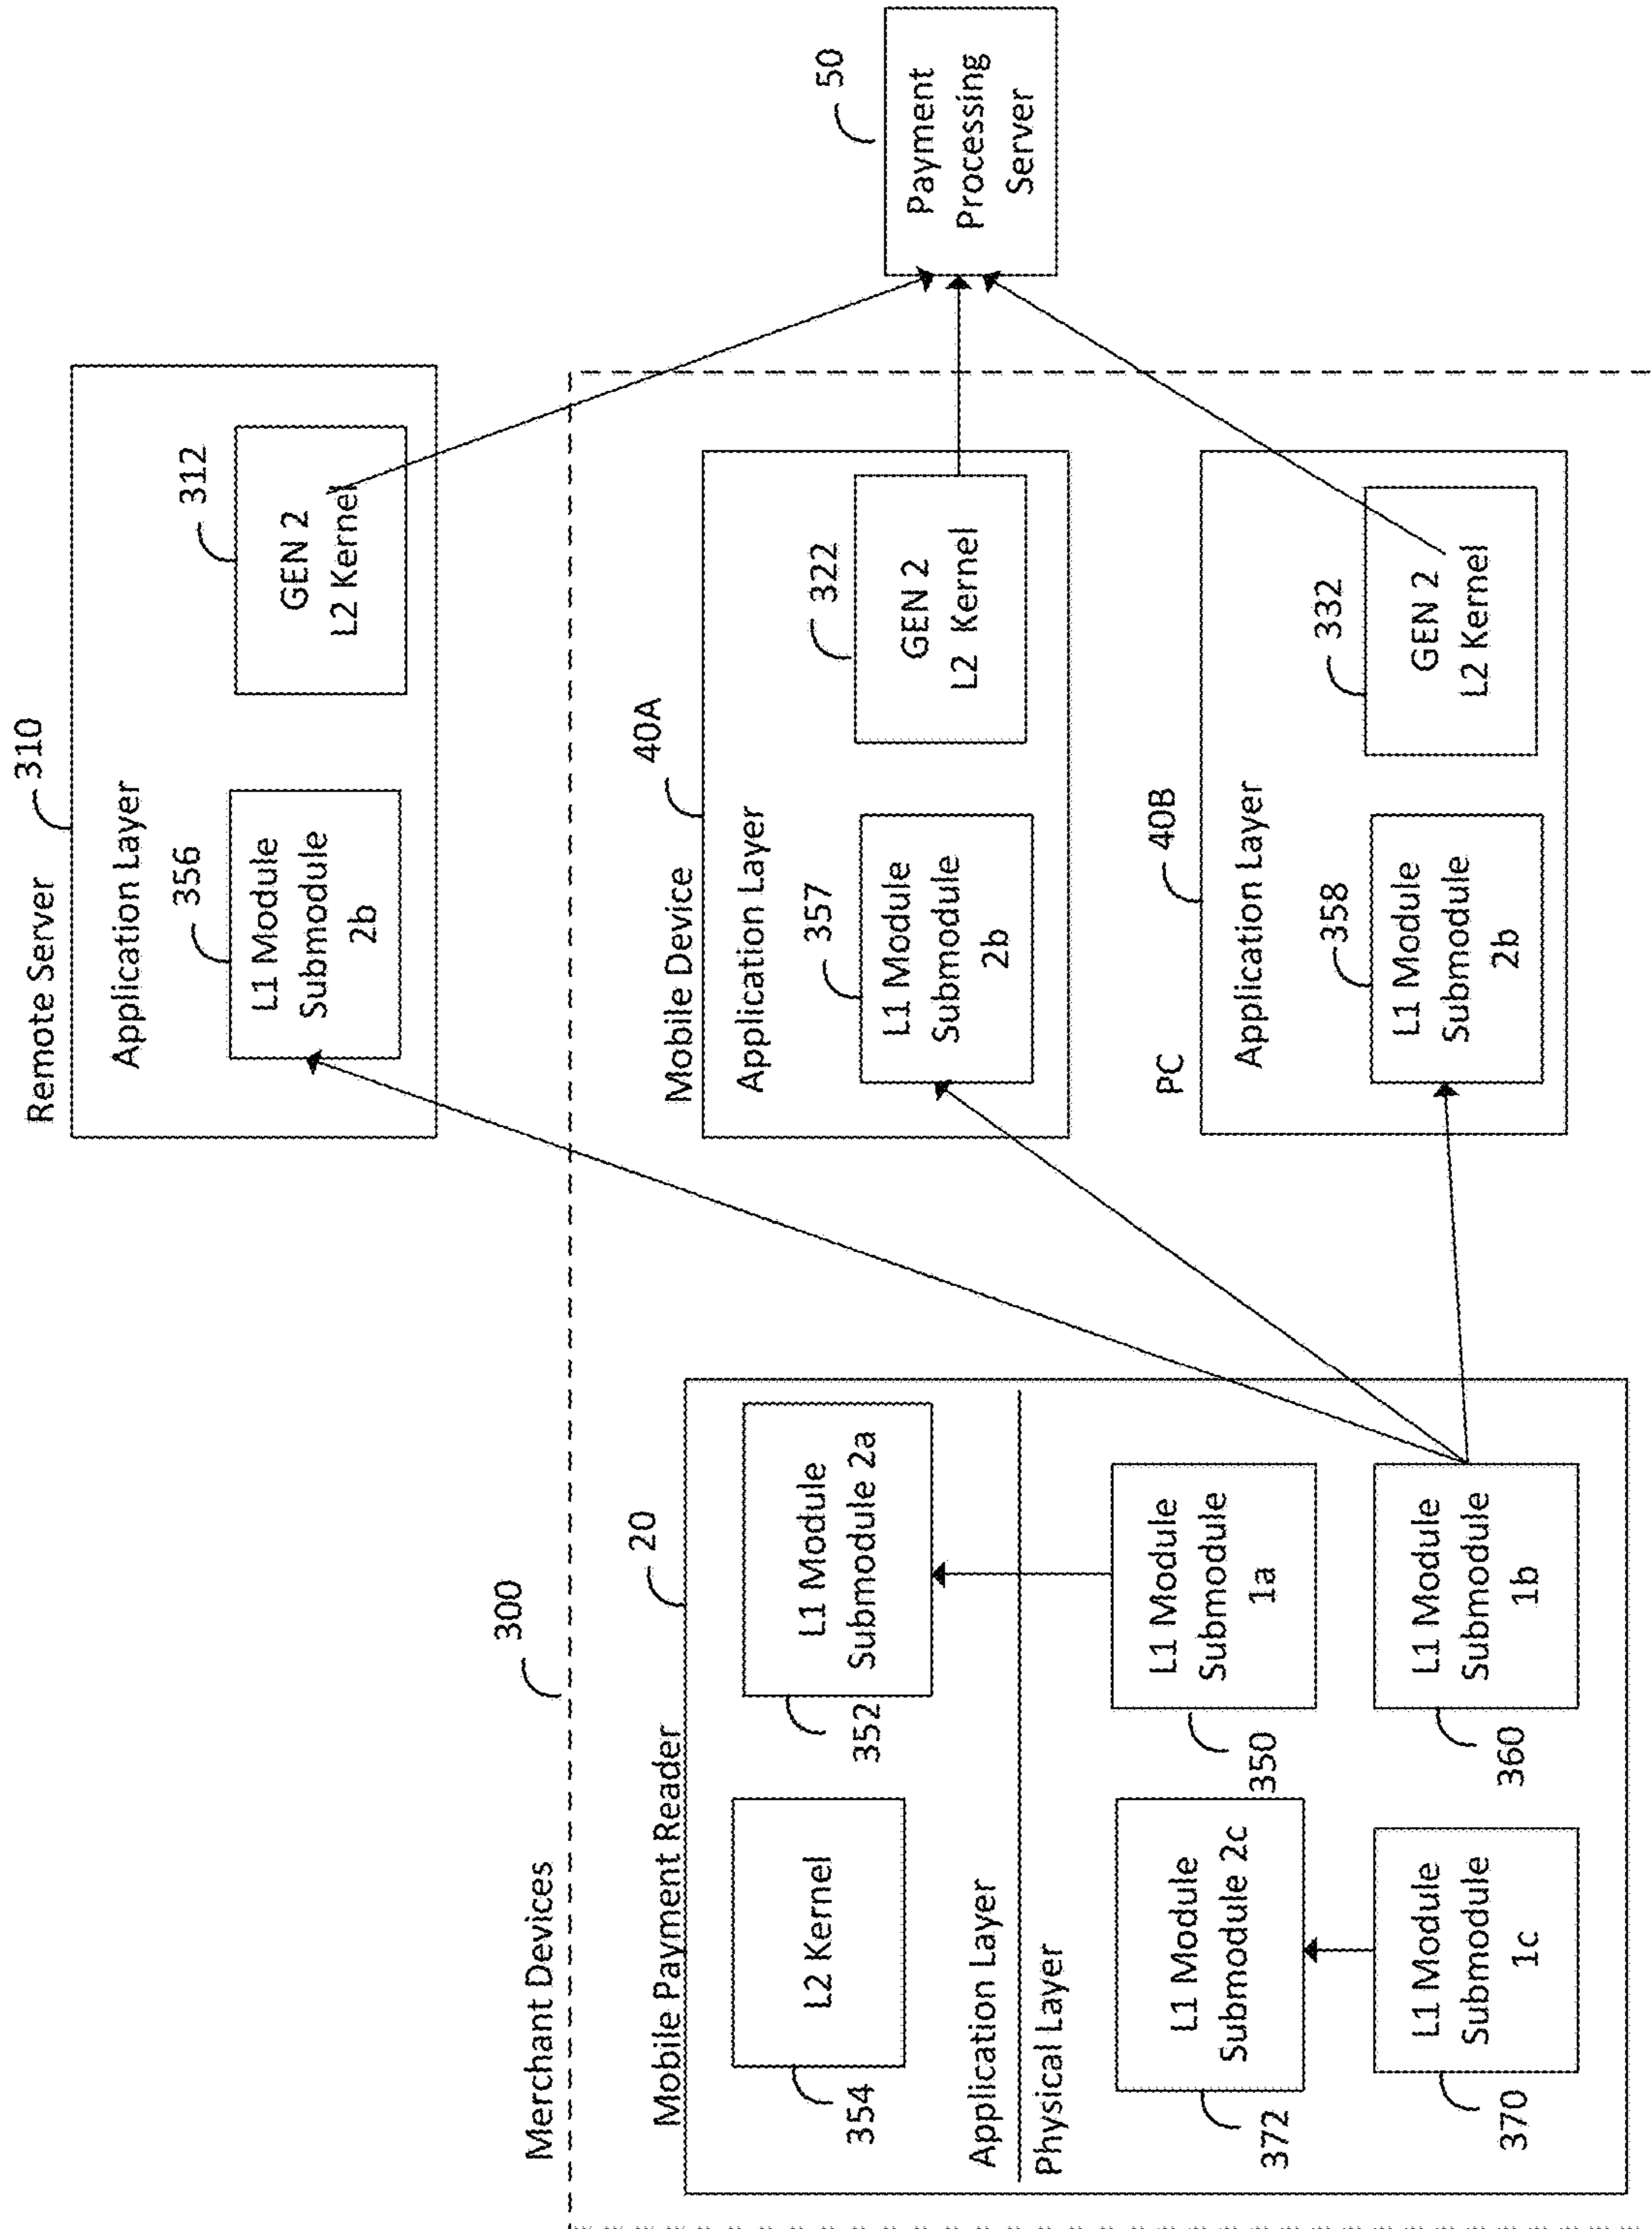 Remote Server
310
Application Layer
356
L1 Module
Submodule
2b
312
GEN 2
L2 Kernel
Merchant Devices
300
Mobile Payment Reader
20
354
L2 Kernel
352
L1 Module
Submodule 2a
Application Layer
Physical Layer
372
L1 Module
Submodule 2c
350
L1 Module
Submodule
1a
370
L1 Module
Submodule
1c
360
L1 Module
Submodule
1b
Mobile Device
40A
Application Layer
357
L1 Module
Submodule
2b
322
GEN 2
L2 Kernel
PC
40B
Application Layer
358
L1 Module
Submodule
2b
332
GEN 2
L2 Kernel
50
Payment
Processing
Server